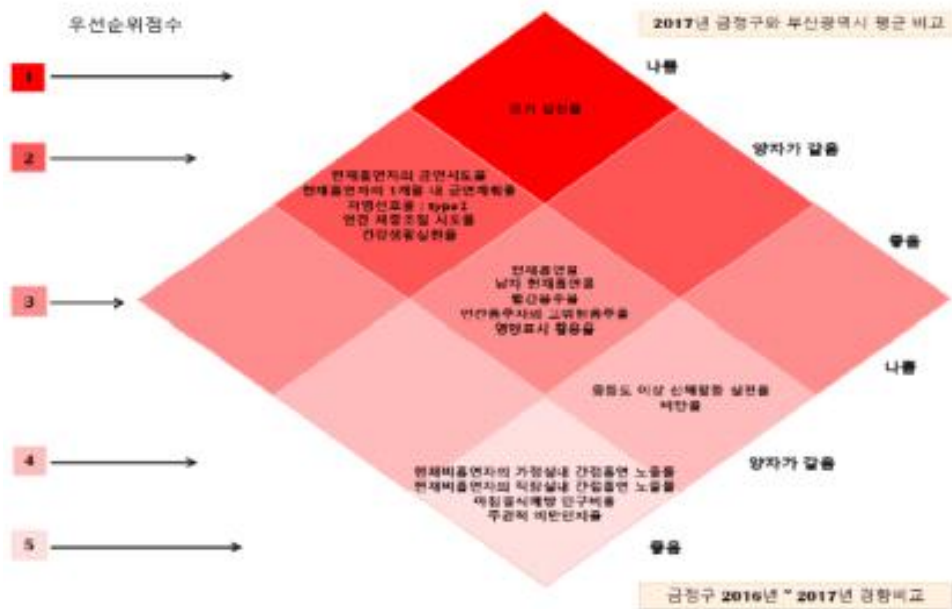 우선순위점수
2017년 금정구와 부산광역시 평균 비교
1
나쁨
걷기 실천율
2
양자가 같음
현재흡연자의 금연시도율
현재흡연자의 1개월 내 금연계획률
저염선호율 : type1
연간 체중조절 시도율
건강생활실천율
좋음
3
현재흡연율
남자 현재흡연율
월간음주율
연간음주자의 고위험음주율
영양표시 활용율
나쁨
중등도 이상 신체활동 실천율
비만율
4
양자가 같음
현재비흡연자의 가정실내 간접흡연 노출률
현재비흡연자의 직장실내 간접흡연 노출률
아침결식예방 인구비율
주관적 비만인지율
5
좋음
금정구 2016년 ~ 2017년 경향비교